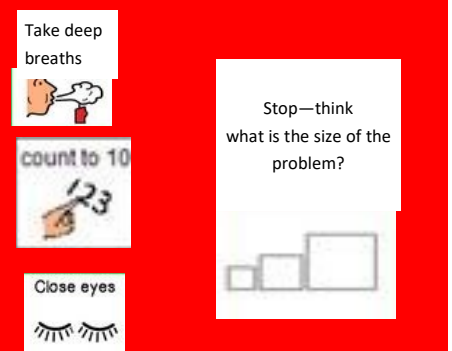 Take deep
breaths
count to 10
123
Close eyes
Stop—think
what is the size of the
problem?